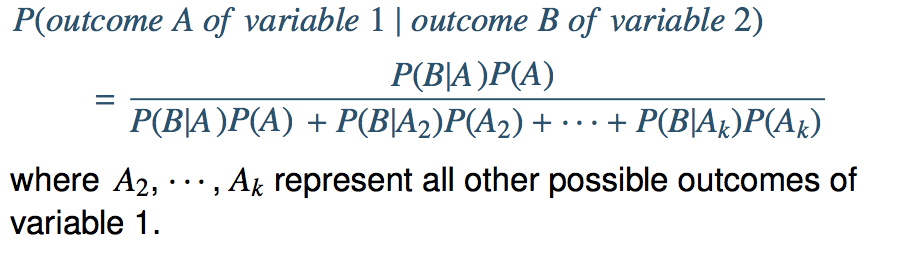 P(outcome A of variable 1 | outcome B of variable 2)
P(B|A)P(A)
=
P(B|A)P(A) + P(B|A₂)P(A₂) + ··· + P(B|Aₖ)P(Aₖ)
where A₂, ··· , Aₖ represent all other possible outcomes of
variable 1.